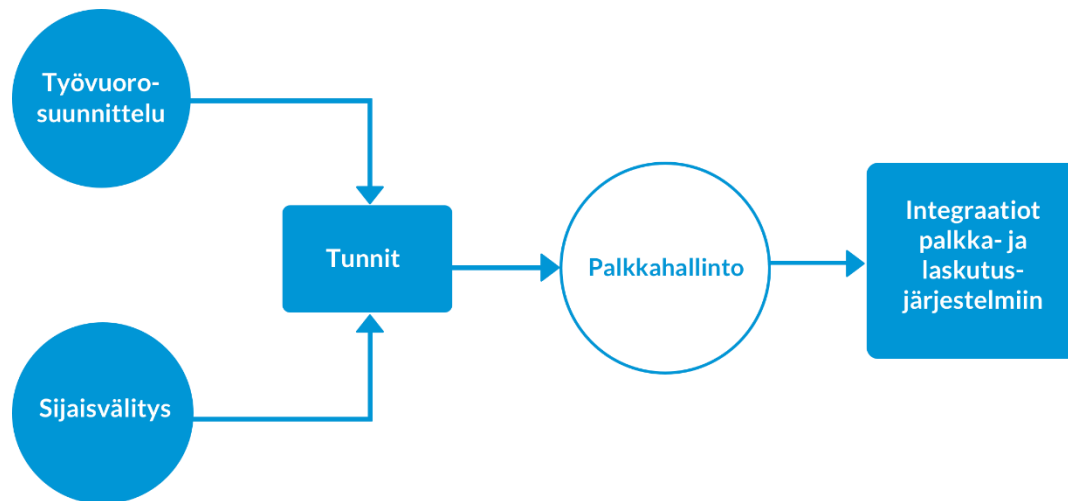 Työvuoro-
suunnittelu
Tunnit
Sijaisvälitys
Palkkahallinto
Integraatiot
palkka- ja
laskutus-
järjestelmiin